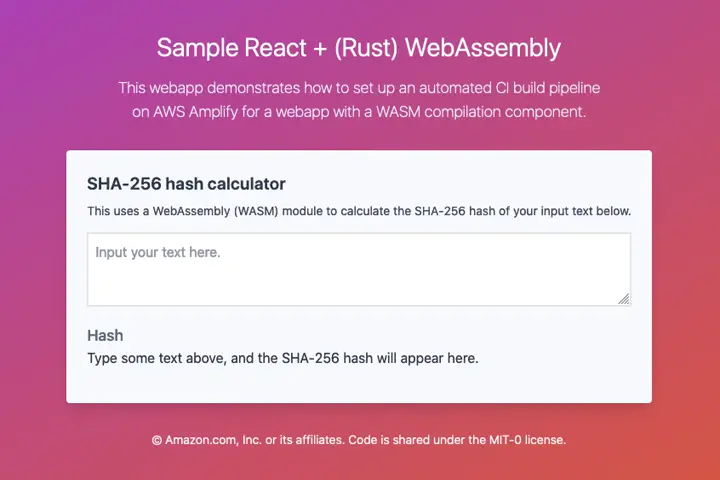 Sample React + (Rust) WebAssembly
This webapp demonstrates how to set up an automated CI build pipeline
on AWS Amplify for a webapp with a WASM compilation component.
SHA-256 hash calculator
This uses a WebAssembly (WASM) module to calculate the SHA-256 hash of your input text below.
Input your text here.
Hash
Type some text above, and the SHA-256 hash will appear here.
© Amazon.com, Inc. or its affiliates. Code is shared under the MIT-0 license.